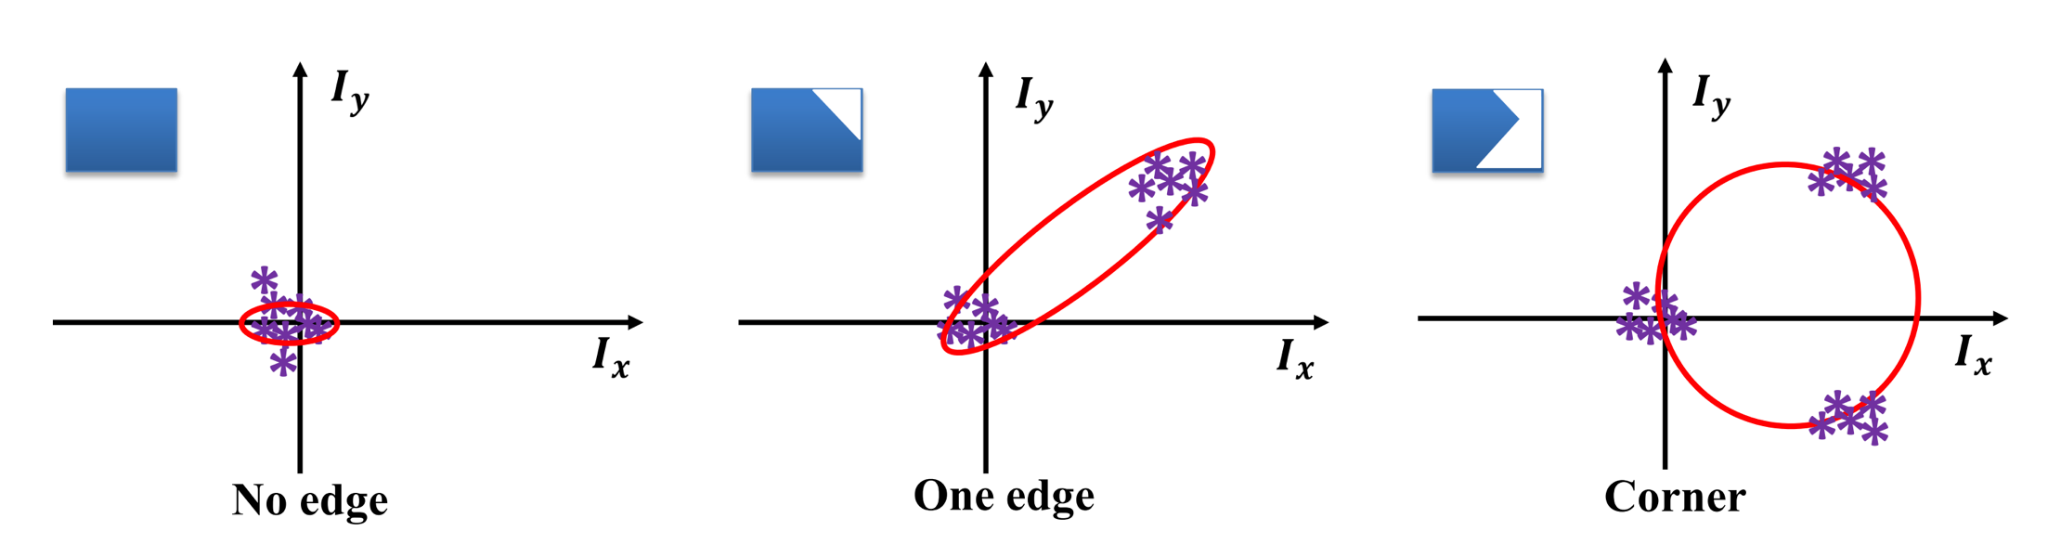 I_y
I_x
No edge
I_y
I_x
One edge
I_y
I_x
Corner